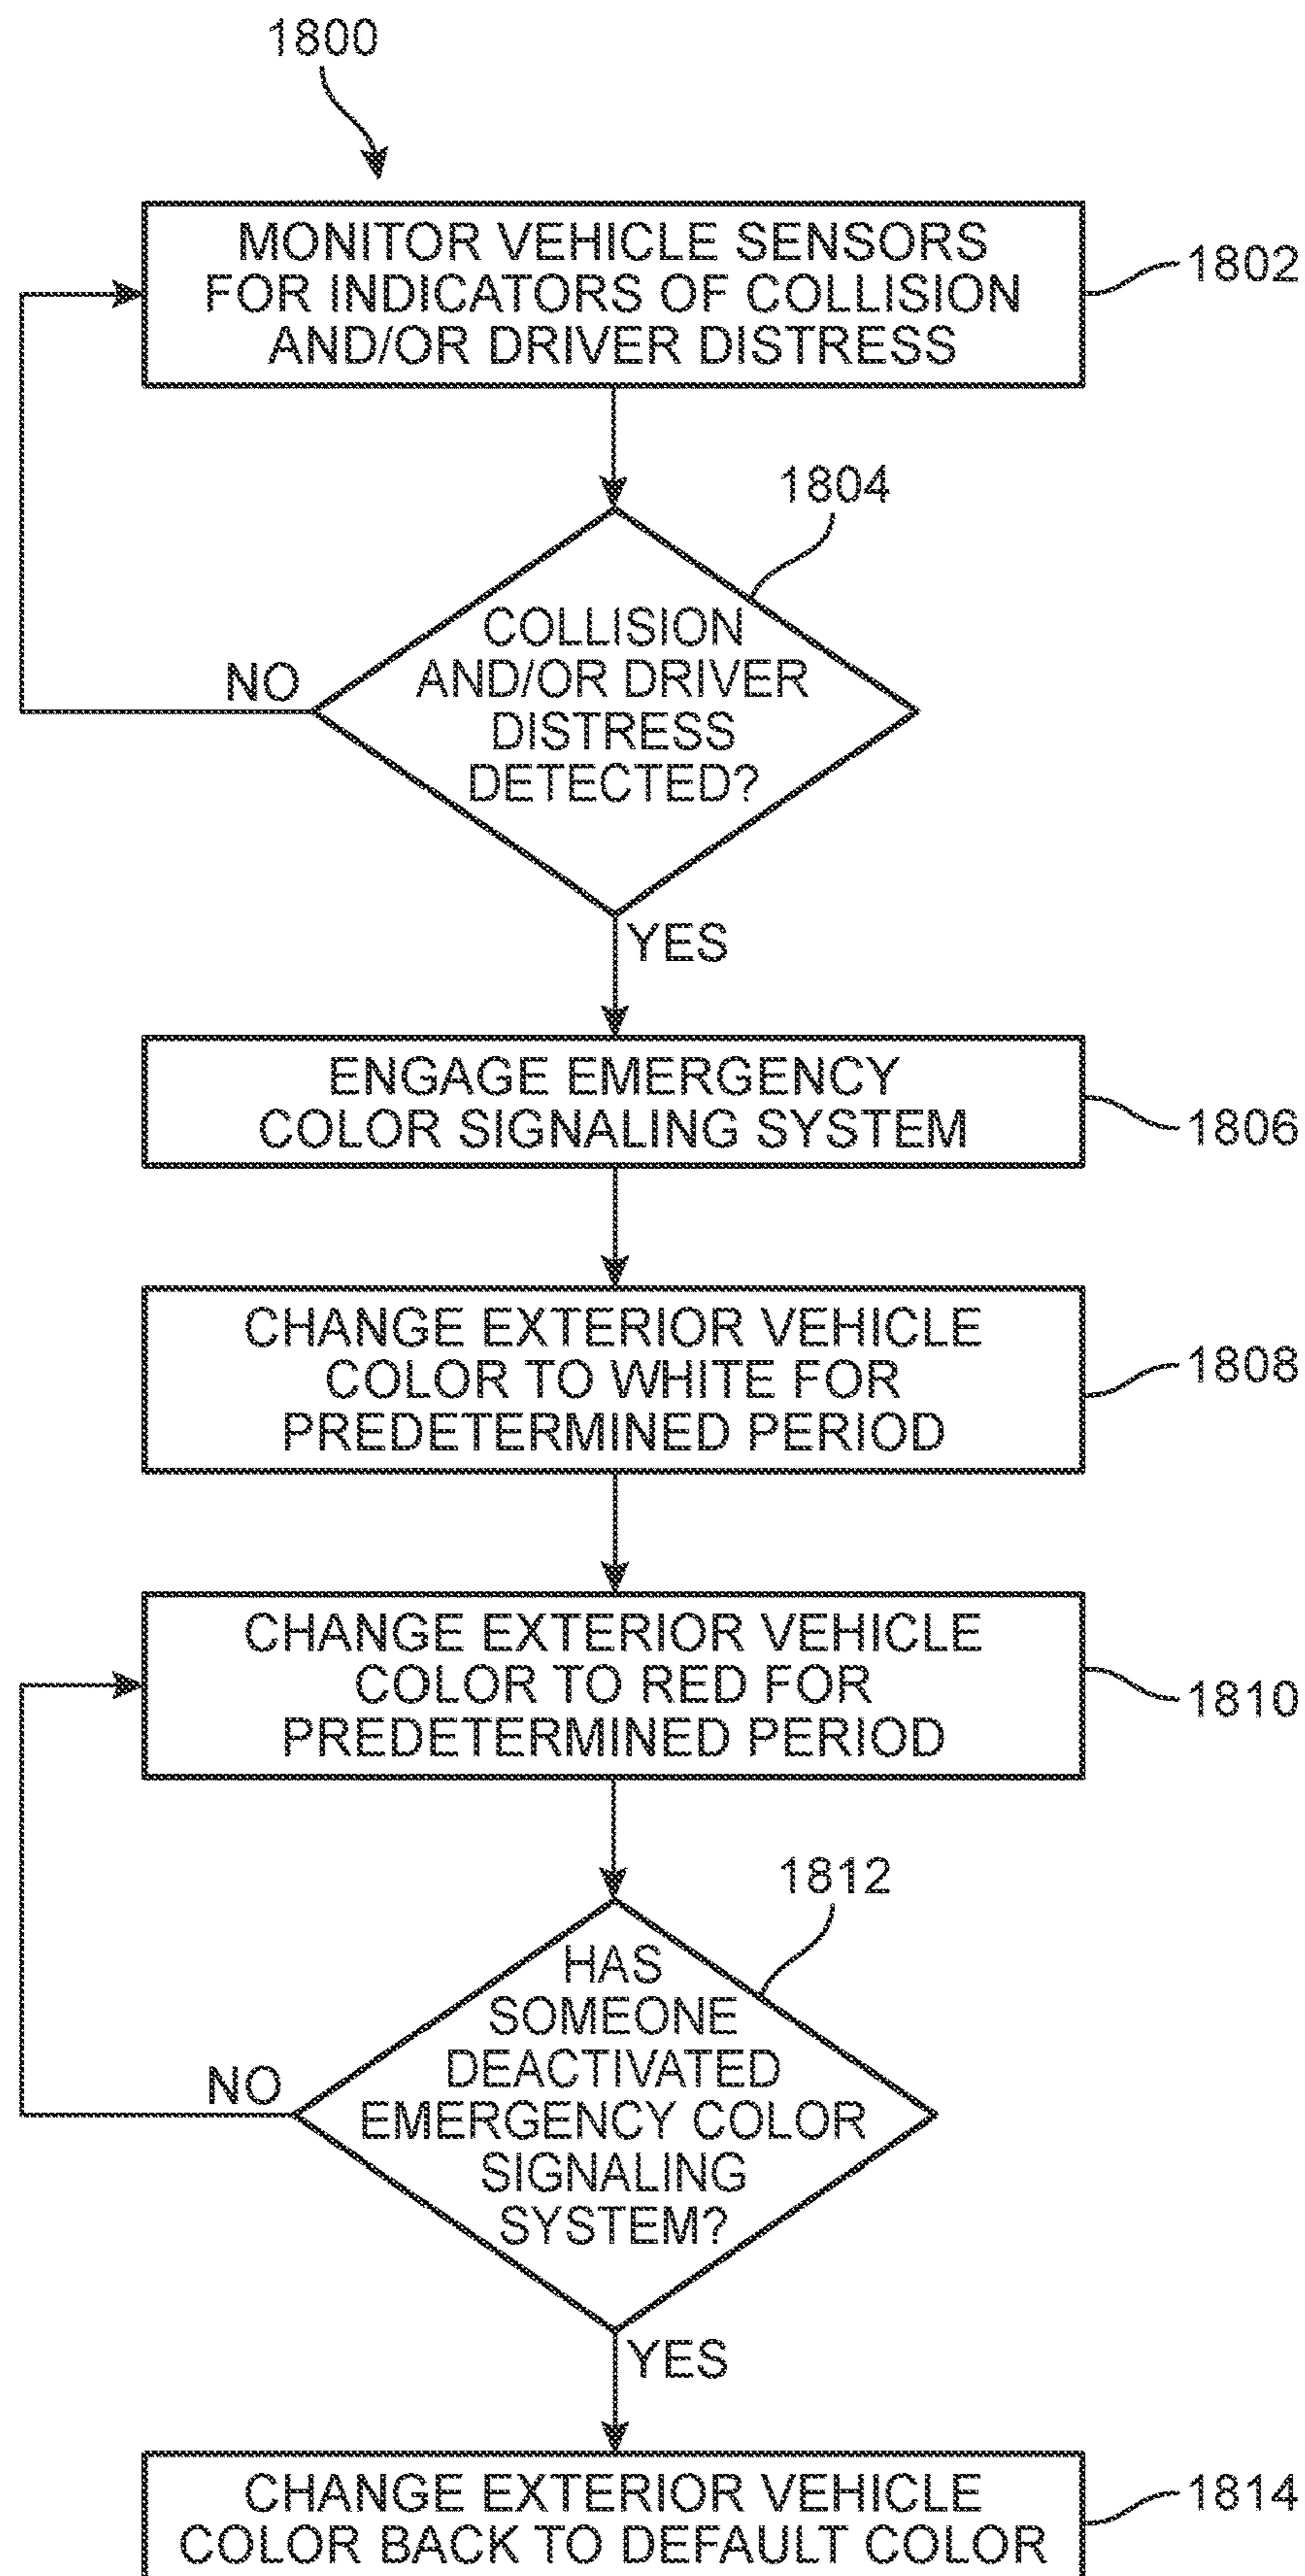 1800
MONITOR VEHICLE SENSORS
FOR INDICATORS OF COLLISION
AND/OR DRIVER DISTRESS
1802
1804
COLLISION
AND/OR DRIVER
DISTRESS
DETECTED?
NO
YES
ENGAGE EMERGENCY
COLOR SIGNALING SYSTEM
1806
CHANGE EXTERIOR VEHICLE
COLOR TO WHITE FOR
PREDETERMINED PERIOD
1808
CHANGE EXTERIOR VEHICLE
COLOR TO RED FOR
PREDETERMINED PERIOD
1810
1812
HAS
SOMEONE
DEACTIVATED
EMERGENCY COLOR
SIGNALING
SYSTEM?
NO
YES
CHANGE EXTERIOR VEHICLE
COLOR BACK TO DEFAULT COLOR
1814